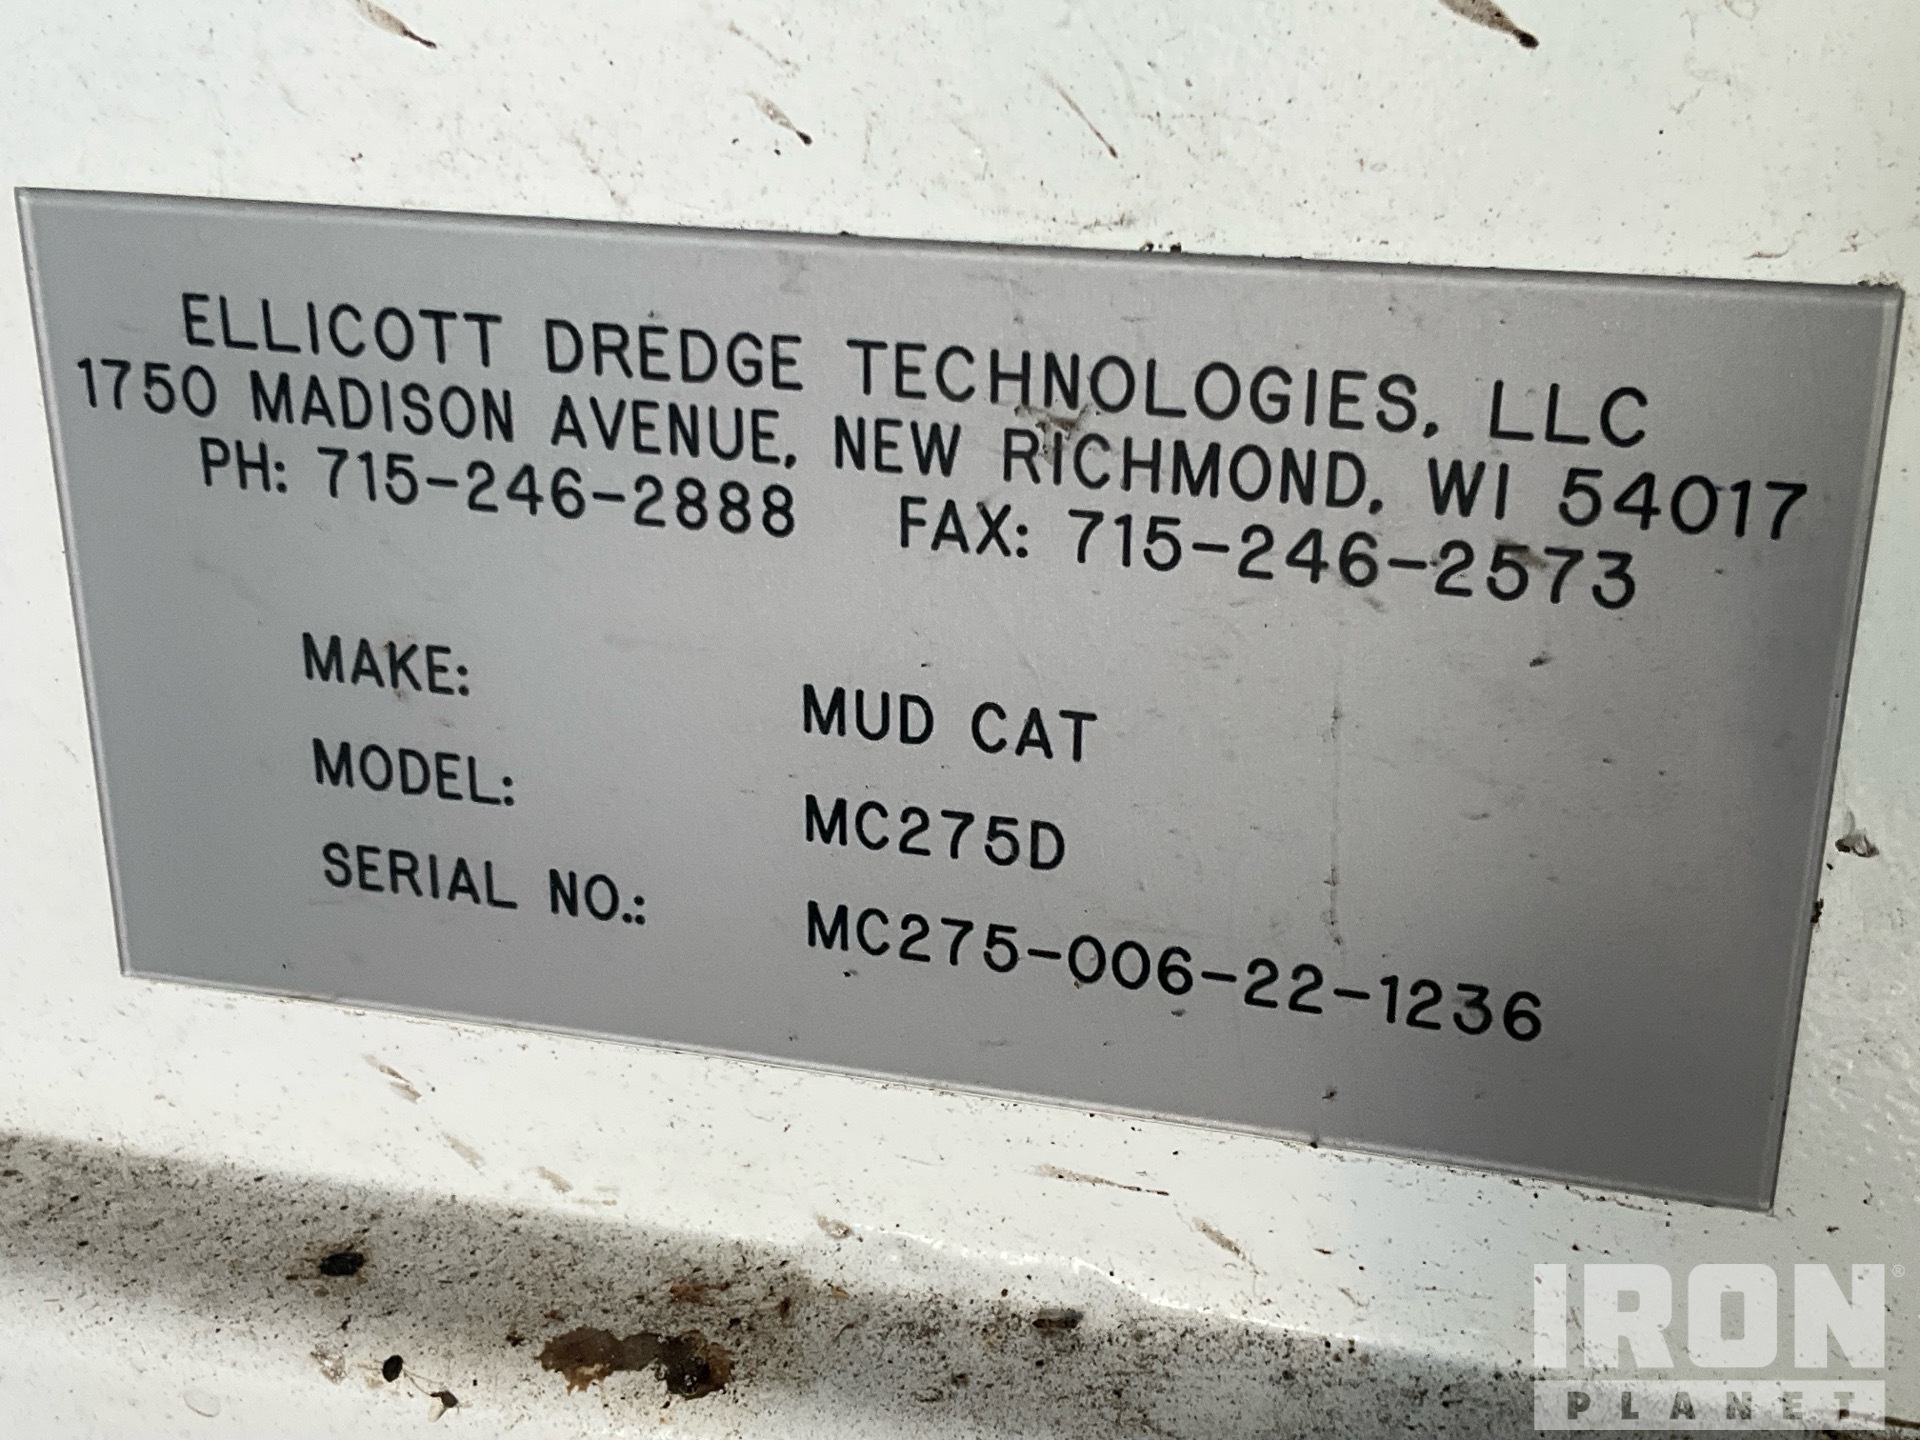 ELLICOTT DREDGE TECHNOLOGIES, LLC
1750 MADISON AVENUE, NEW RICHMOND, WI 54017
PH: 715-246-2888 FAX: 715-246-2573
MAKE: MUD CAT
MODEL: MC275D
SERIAL NO.: MC275-006-22-1236
IRON®
PLANET